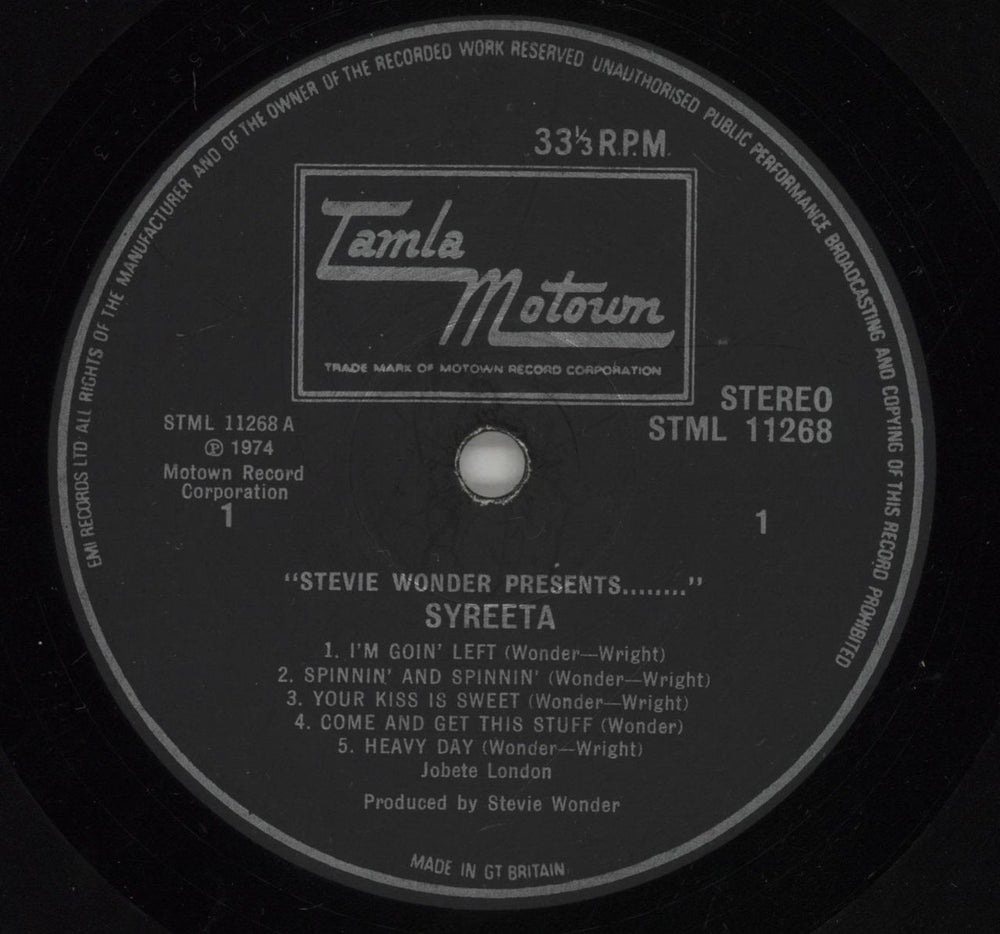 EMI RECORDS LTD ALL RIGHTS OF THE MANUFACTURER AND OF THE OWNER OF THE RECORDED WORK RESERVED UNAUTHORISED PUBLIC PERFORMANCE BROADCASTING AND COPYING OF THIS RECORD PROHIBITED
33⅓ R.P.M.
Tamla
Motown
TRADE MARK OF MOTOWN RECORD CORPORATION
STEREO
STML 11268
STML 11268 A
℗ 1974
Motown Record
Corporation
1
1
"STEVIE WONDER PRESENTS........"
SYREETA
1. I'M GOIN' LEFT (Wonder—Wright)
2. SPINNIN' AND SPINNIN' (Wonder—Wright)
3. YOUR KISS IS SWEET (Wonder—Wright)
4. COME AND GET THIS STUFF (Wonder)
5. HEAVY DAY (Wonder—Wright)
Jobete London
Produced by Stevie Wonder
MADE IN GT BRITAIN